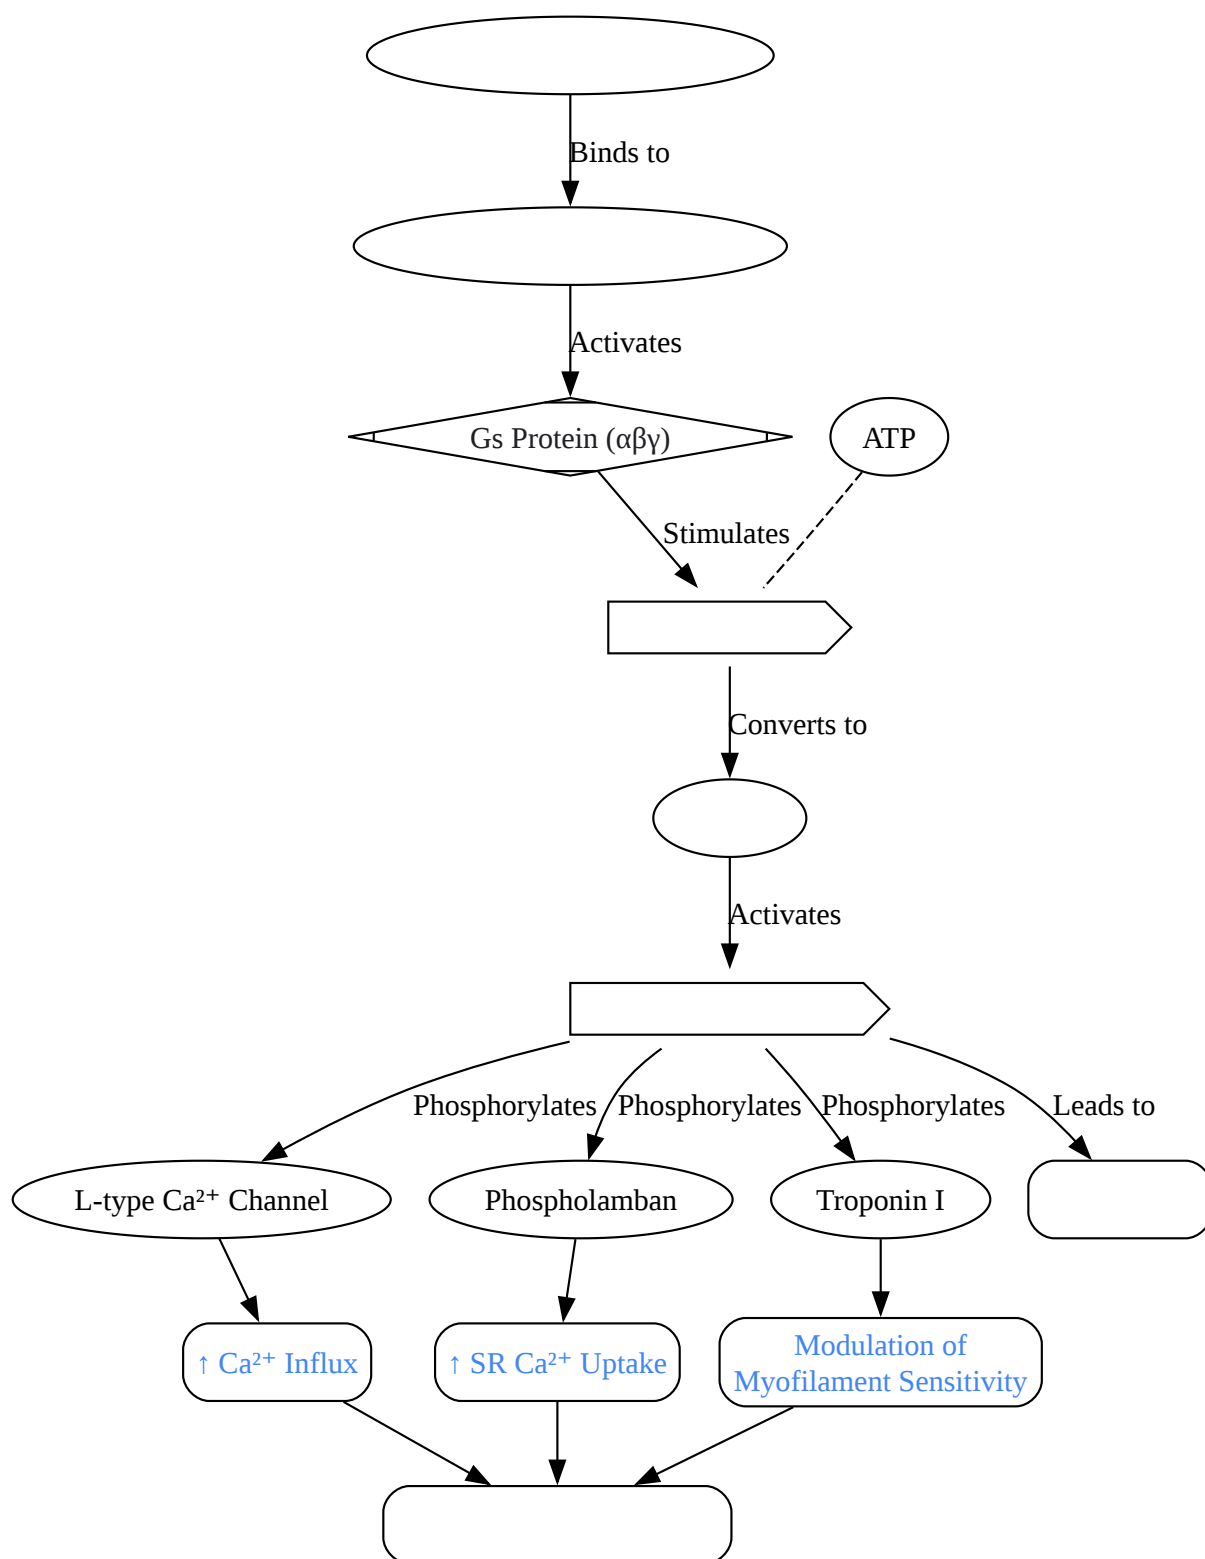 Binds to
Activates
Gs Protein (αβγ)
ATP
Stimulates
Converts to
Activates
Phosphorylates
Phosphorylates
Phosphorylates
Leads to
L-type Ca²⁺ Channel
Phospholamban
Troponin I
↑ Ca²⁺ Influx
↑ SR Ca²⁺ Uptake
Modulation of
Myofilament Sensitivity